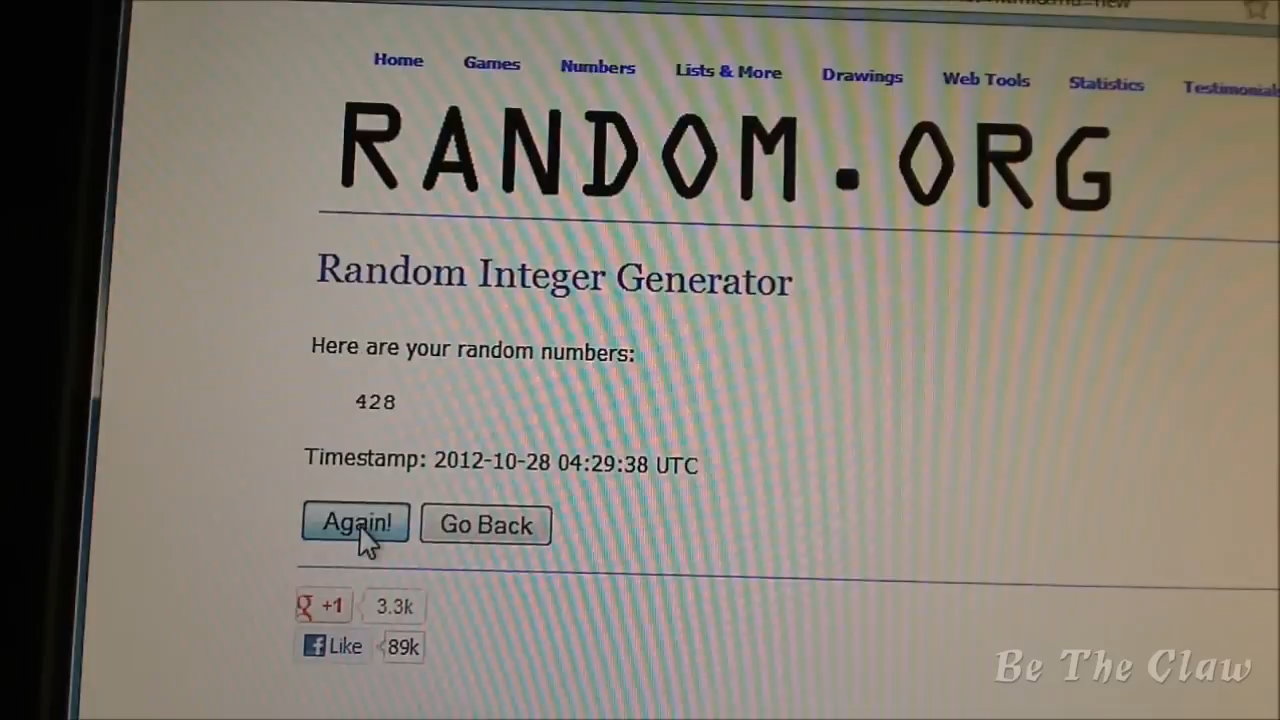 Home Games Numbers Lists & More Drawings Web Tools Statistics Testimonials
RANDOM.ORG
Random Integer Generator
Here are your random numbers:
428
Timestamp: 2012-10-28 04:29:38 UTC
Again! Go Back
g +1 3.3k
f Like 89k
Be The Claw